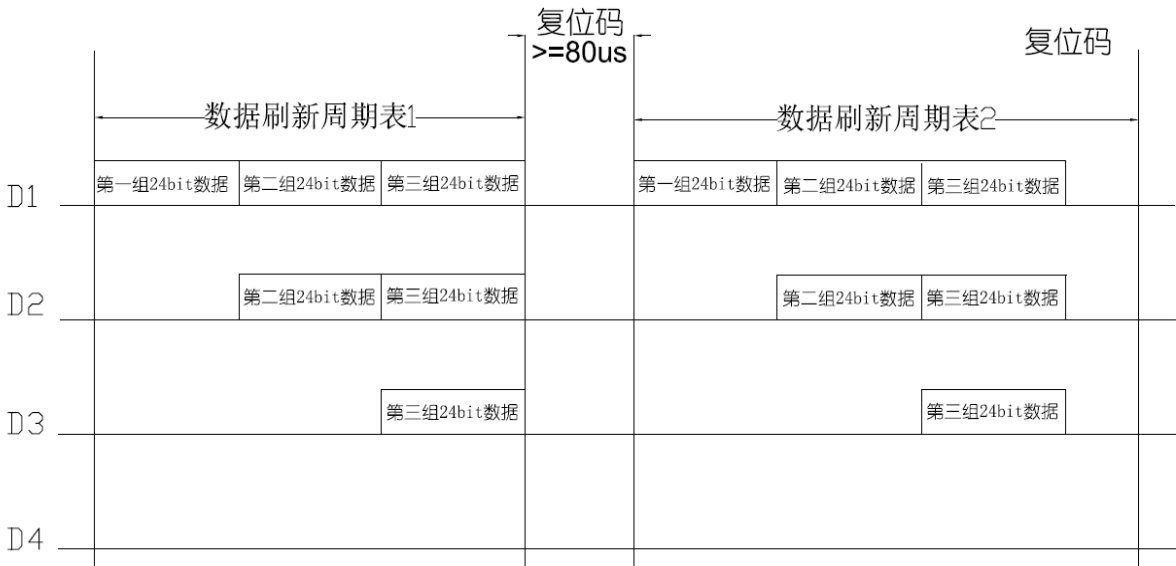 复位码
>=80us
复位码
数据刷新周期表1
数据刷新周期表2
D1
第一组24bit数据
第二组24bit数据
第三组24bit数据
第一组24bit数据
第二组24bit数据
第三组24bit数据
D2
第二组24bit数据
第三组24bit数据
第二组24bit数据
第三组24bit数据
D3
第三组24bit数据
第三组24bit数据
D4